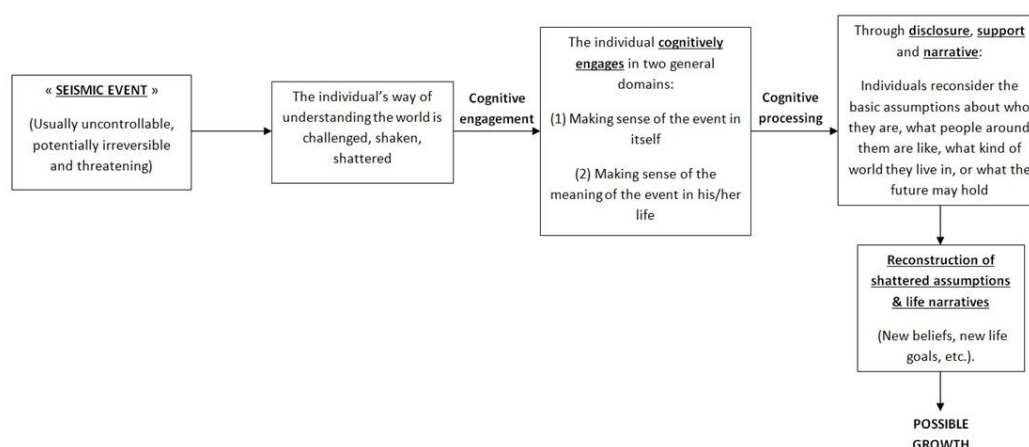 « SEISMIC EVENT »
(Usually uncontrollable,
potentially irreversible
and threatening)
The individual's way of
understanding the world is
challenged, shaken,
shattered
Cognitive
engagement
The individual cognitively
engages in two general
domains:
(1) Making sense of the event in
itself
(2) Making sense of the
meaning of the event in his/her
life
Cognitive
processing
Through disclosure, support
and narrative:
Individuals reconsider the
basic assumptions about who
they are, what people around
them are like, what kind of
world they live in, or what the
future may hold
Reconstruction of
shattered assumptions
& life narratives
(New beliefs, new life
goals, etc.).
POSSIBLE
GROWTH